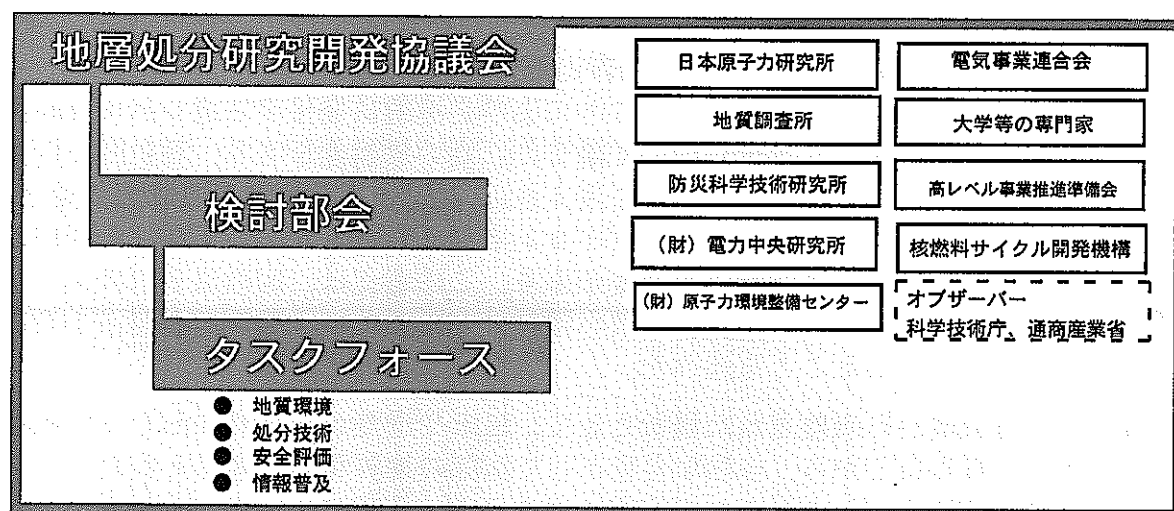 地層処分研究開発協議会
検討部会
タスクフォース
● 地質環境
● 処分技術
● 安全評価
● 情報普及
日本原子力研究所
電気事業連合会
地質調査所
大学等の専門家
防災科学技術研究所
高レベル事業推進準備会
(財)電力中央研究所
核燃料サイクル開発機構
(財)原子力環境整備センター
オブザーバー
科学技術庁、通商産業省